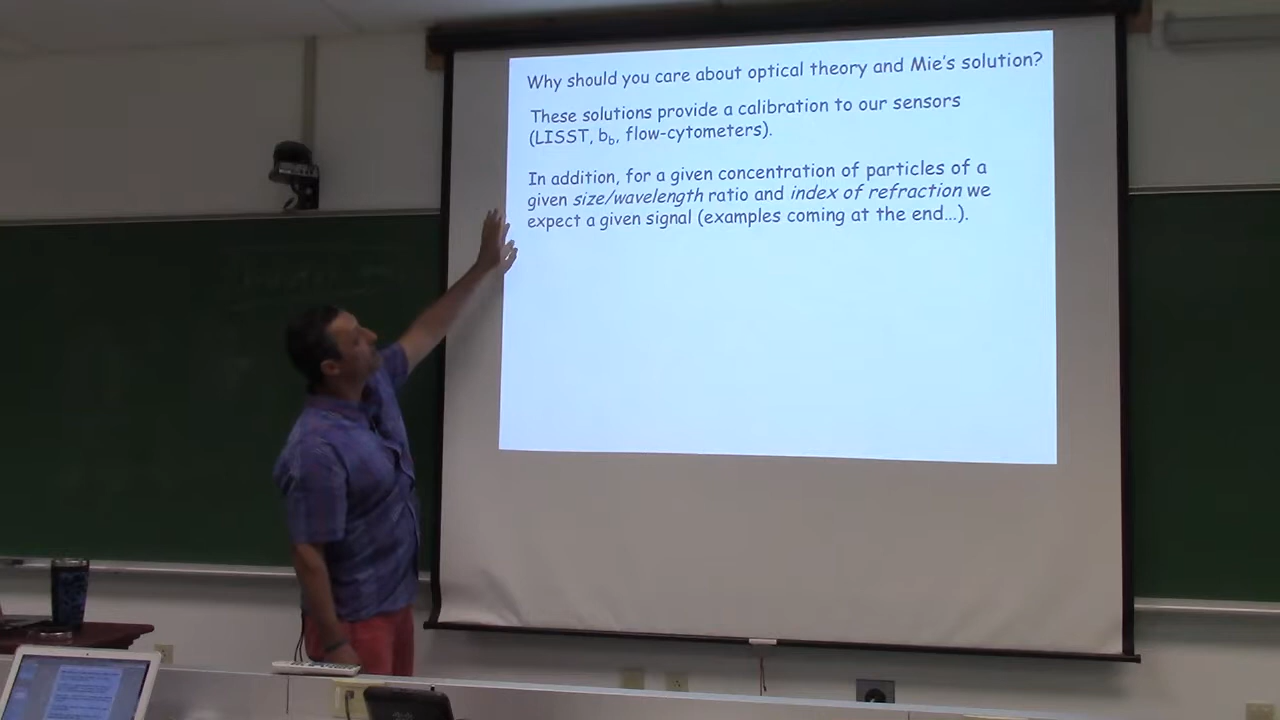 Why should you care about optical theory and Mie's solution?
These solutions provide a calibration to our sensors
(LISST, bb, flow-cytometers).
In addition, for a given concentration of particles of a
given size/wavelength ratio and index of refraction we
expect a given signal (examples coming at the end...).